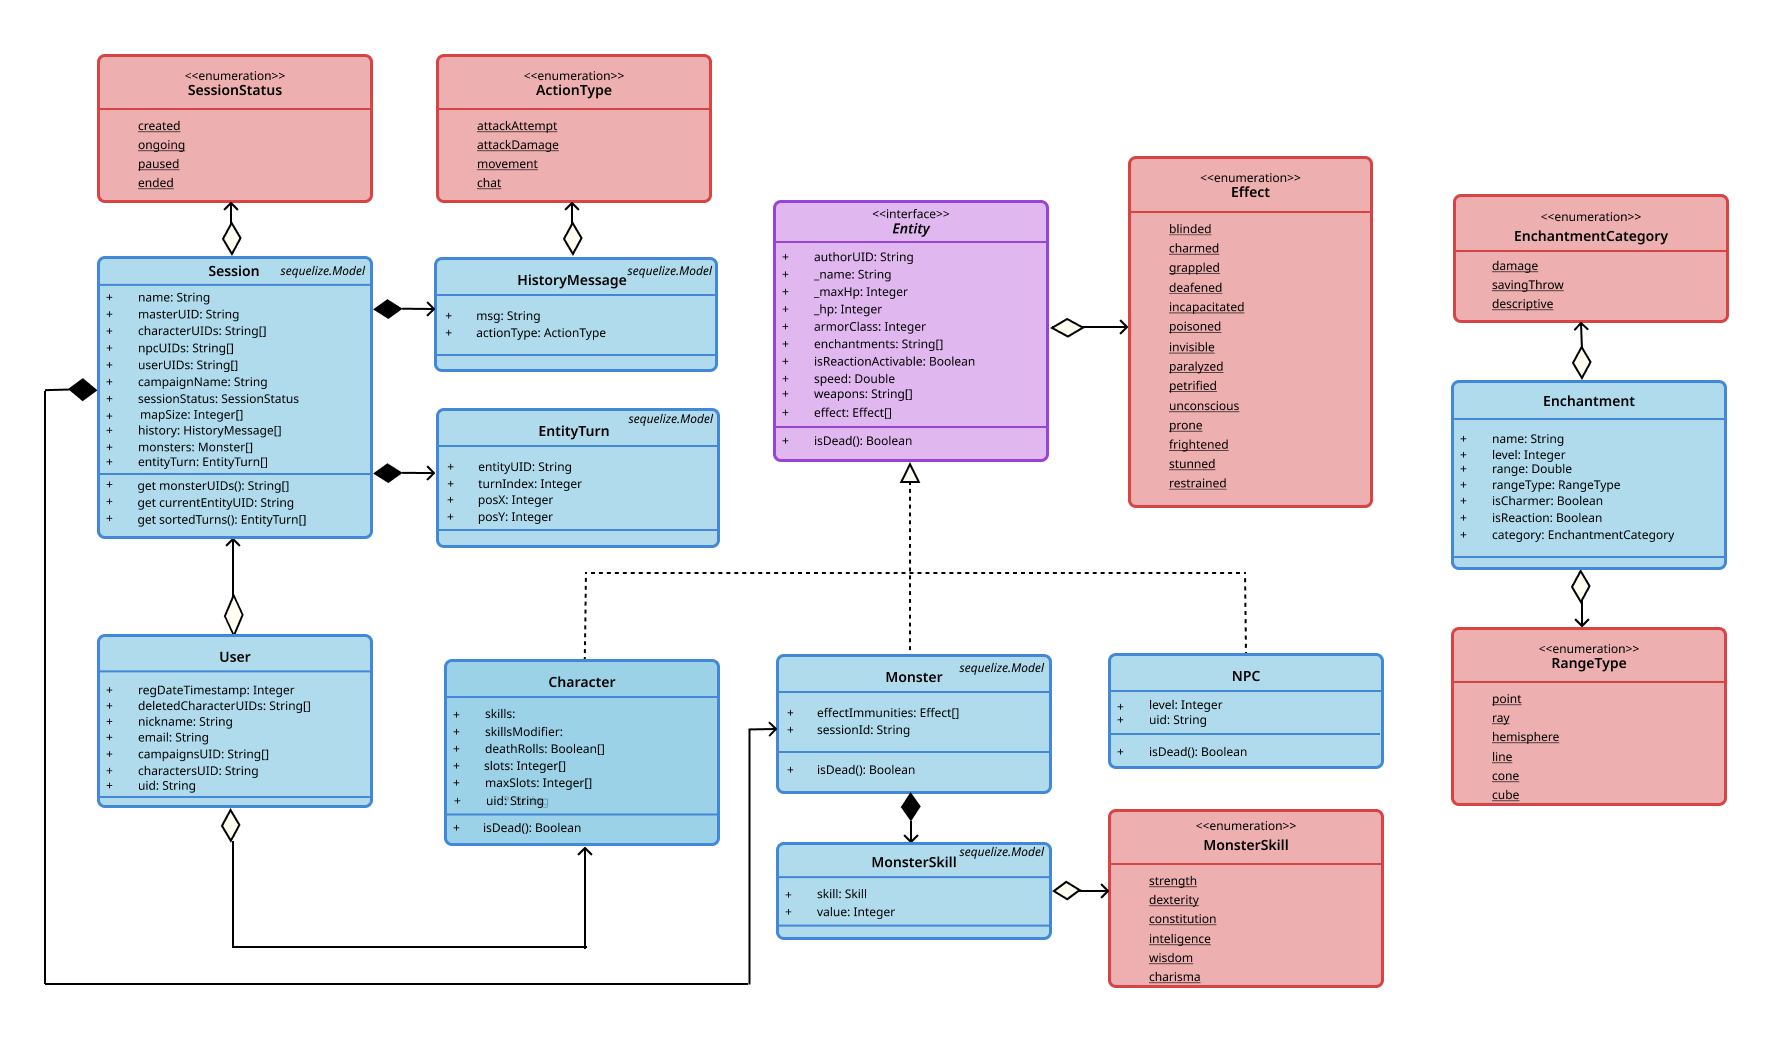 <<enumeration>>
SessionStatus
created
ongoing
paused
ended
<<enumeration>>
ActionType
attackAttempt
attackDamage
movement
chat
Session
sequelize.Model
+ name: String
+ masterUID: String
+ characterUIDs: String[]
+ npcUIDs: String[]
+ userUIDs: String[]
+ campaignName: String
+ sessionStatus: SessionStatus
+ mapSize: Integer[]
+ history: HistoryMessage[]
+ monsters: Monster[]
+ entityTurn: EntityTurn[]
+ get monsterUIDs(): String[]
+ get currentEntityUID: String
+ get sortedTurns(): EntityTurn[]
HistoryMessage
sequelize.Model
+ msg: String
+ actionType: ActionType
EntityTurn
sequelize.Model
+ entityUID: String
+ turnIndex: Integer
+ posX: Integer
+ posY: Integer
<<interface>>
Entity
+ authorUID: String
+ _name: String
+ _maxHp: Integer
+ _hp: Integer
+ armorClass: Integer
+ enchantments: String[]
+ isReactionActivable: Boolean
+ speed: Double
+ weapons: String[]
+ effect: Effect[]
+ isDead(): Boolean
<<enumeration>>
Effect
blinded
charmed
grappled
deafened
incapacitated
poisoned
invisible
paralyzed
petrified
unconscious
prone
frightened
stunned
restrained
<<enumeration>>
EnchantmentCategory
damage
savingThrow
descriptive
Enchantment
+ name: String
+ level: Integer
+ range: Double
+ rangeType: RangeType
+ isCharmer: Boolean
+ isReaction: Boolean
+ category: EnchantmentCategory
<<enumeration>>
RangeType
point
ray
hemisphere
line
cone
cube
User
+ regDateTimestamp: Integer
+ deletedCharacterUIDs: String[]
+ nickname: String
+ email: String
+ campaignsUID: String[]
+ charactersUID: String
+ uid: String
Character
+ skills:
+ skillsModifier:
+ deathRolls: Boolean[]
+ slots: Integer[]
+ maxSlots: Integer[]
+ uid: String
+ isDead(): Boolean
Monster
sequelize.Model
+ effectImmunities: Effect[]
+ sessionId: String
+ isDead(): Boolean
NPC
+ level: Integer
+ uid: String
+ isDead(): Boolean
MonsterSkill
sequelize.Model
+ skill: Skill
+ value: Integer
<<enumeration>>
MonsterSkill
strength
dexterity
constitution
inteligence
wisdom
charisma